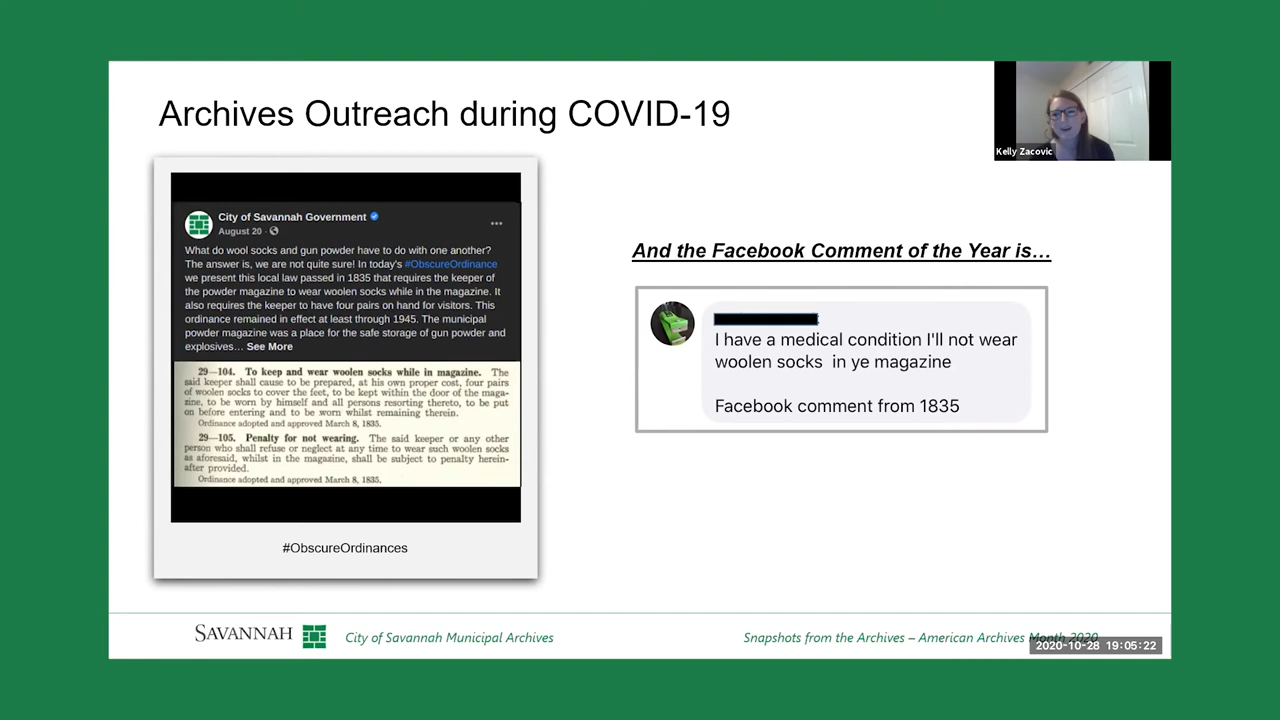 Archives Outreach during COVID-19
Kelly Zacovic
City of Savannah Government
August 20 ·
What do wool socks and gun powder have to do with one another?
The answer is, we are not quite sure! In today's #ObscureOrdinance
we present this local law passed in 1835 that requires the keeper of
the powder magazine to wear woolen socks while in the magazine. It
also requires the keeper to have four pairs on hand for visitors. This
ordinance remained in effect at least through 1945. The municipal
powder magazine was a place for the safe storage of gun powder and
explosives… See More
29—104. To keep and wear woolen socks while in magazine. The
said keeper shall cause to be prepared, at his own proper cost, four pairs
of woolen socks to cover the feet, to be kept within the door of the maga-
zine, to be worn by himself and all persons resorting thereto, to be put
on before entering and to be worn whilst remaining therein.
Ordinance adopted and approved March 8, 1835.
29—105. Penalty for not wearing. The said keeper or any other
person who shall refuse or neglect at any time to wear such woolen socks
as aforesaid, whilst in the magazine, shall be subject to penalty herein-
after provided.
Ordinance adopted and approved March 8, 1835.
#ObscureOrdinances
And the Facebook Comment of the Year is…
I have a medical condition I'll not wear
woolen socks in ye magazine
Facebook comment from 1835
SAVANNAH
City of Savannah Municipal Archives
Snapshots from the Archives – American Archives Month 2020
2020-10-28 19:05:22